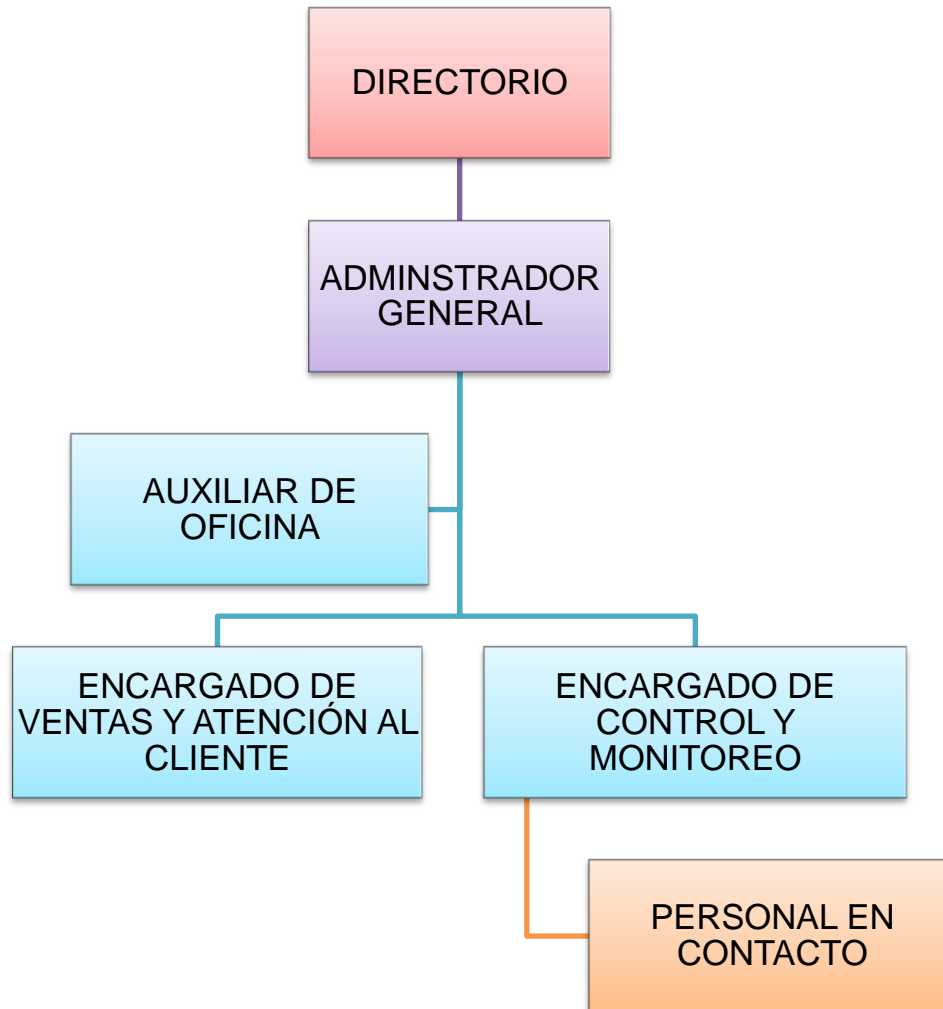 DIRECTORIO
ADMINSTRADOR
GENERAL
AUXILIAR DE
OFICINA
ENCARGADO DE
VENTAS Y ATENCIÓN AL
CLIENTE
ENCARGADO DE
CONTROL Y
MONITOREO
PERSONAL EN
CONTACTO